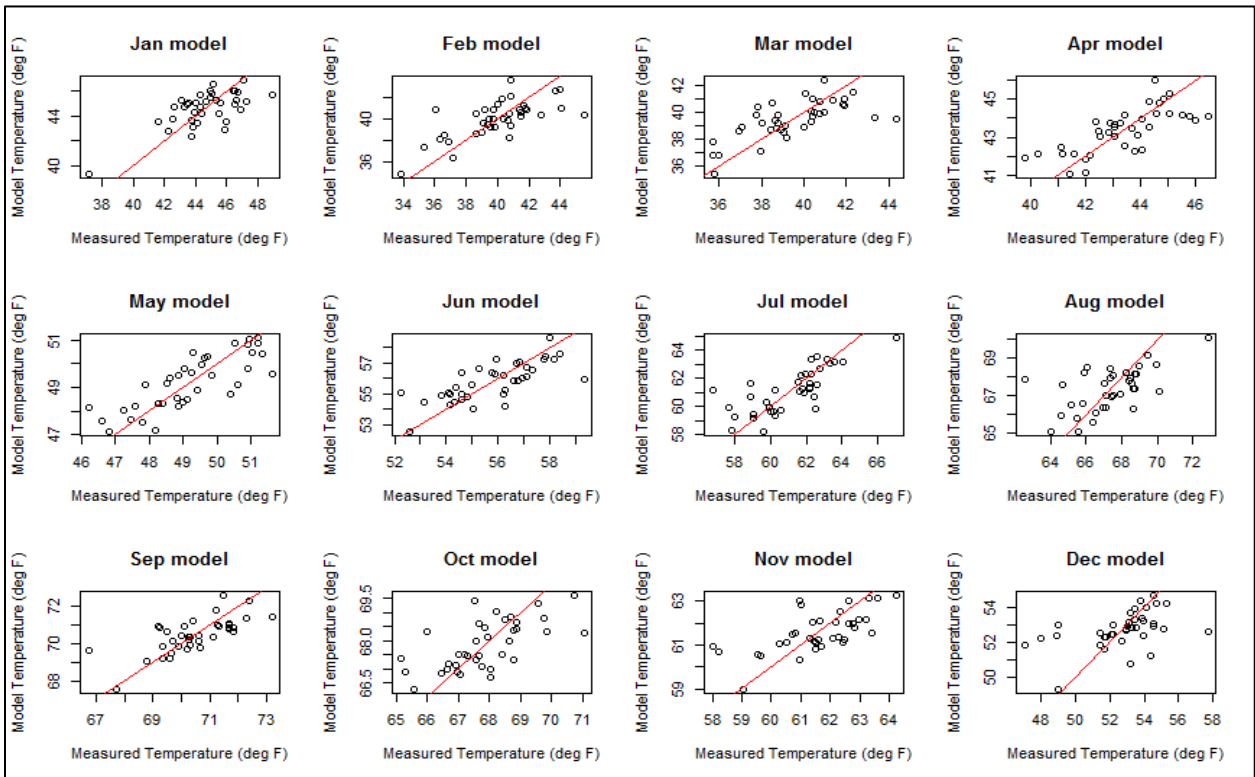 Jan model
Model Temperature (deg F)
40 44
38 40 42 44 46 48
Measured Temperature (deg F)
Feb model
Model Temperature (deg F)
36 40
34 36 38 40 42 44
Measured Temperature (deg F)
Mar model
Model Temperature (deg F)
36 38 40 42
36 38 40 42 44
Measured Temperature (deg F)
Apr model
Model Temperature (deg F)
41 43 45
40 42 44 46
Measured Temperature (deg F)
May model
Model Temperature (deg F)
47 49 51
46 47 48 49 50 51
Measured Temperature (deg F)
Jun model
Model Temperature (deg F)
53 55 57
52 54 56 58
Measured Temperature (deg F)
Jul model
Model Temperature (deg F)
58 60 62 64
58 60 62 64 66
Measured Temperature (deg F)
Aug model
Model Temperature (deg F)
65 67 69
64 66 68 70 72
Measured Temperature (deg F)
Sep model
Model Temperature (deg F)
68 70 72
67 69 70 71 73
Measured Temperature (deg F)
Oct model
Model Temperature (deg F)
66.5 68.0 69.5
65 66 67 68 69 70 71
Measured Temperature (deg F)
Nov model
Model Temperature (deg F)
59 61 63
58 59 60 61 62 63 64
Measured Temperature (deg F)
Dec model
Model Temperature (deg F)
50 52 54
48 50 52 54 56 58
Measured Temperature (deg F)